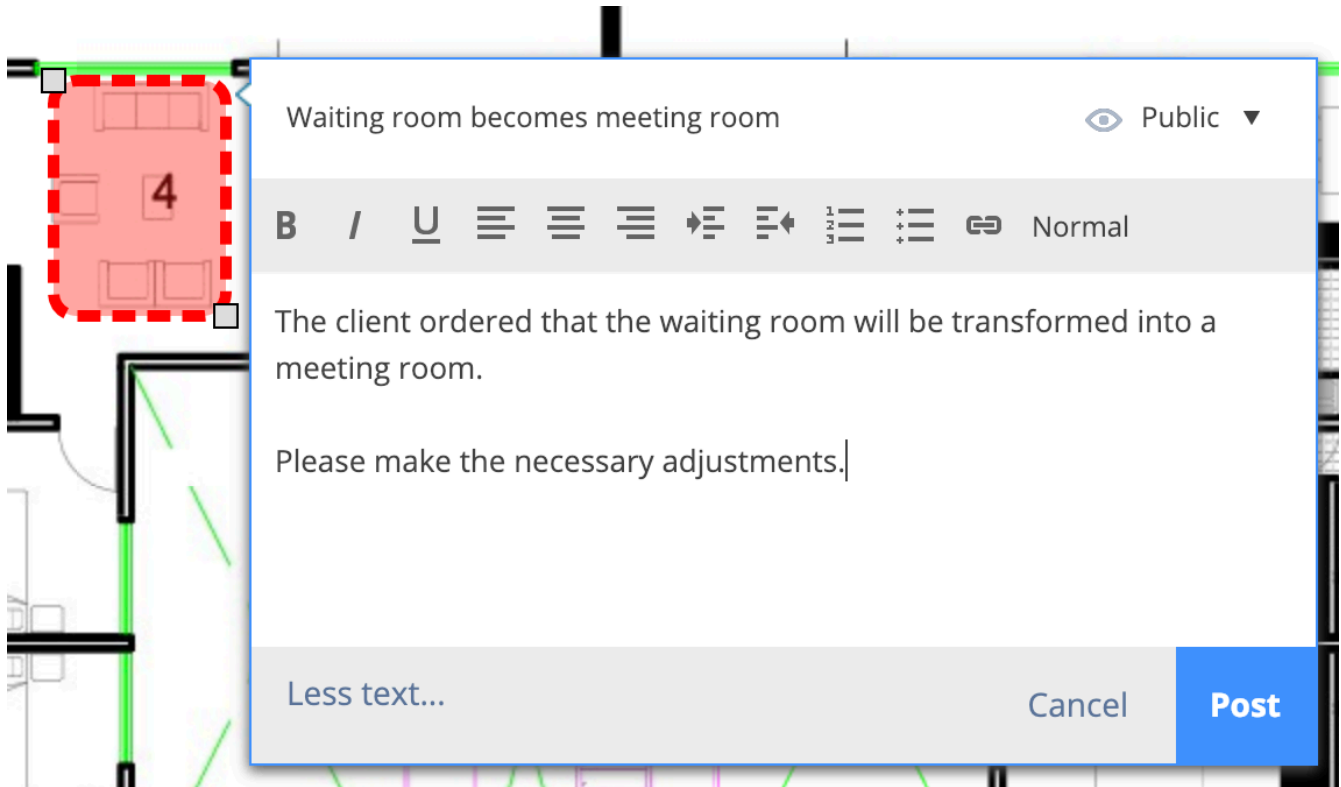 4
Waiting room becomes meeting room
Public
B I U
Normal
The client ordered that the waiting room will be transformed into a
meeting room.
Please make the necessary adjustments.
Less text...
Cancel
Post